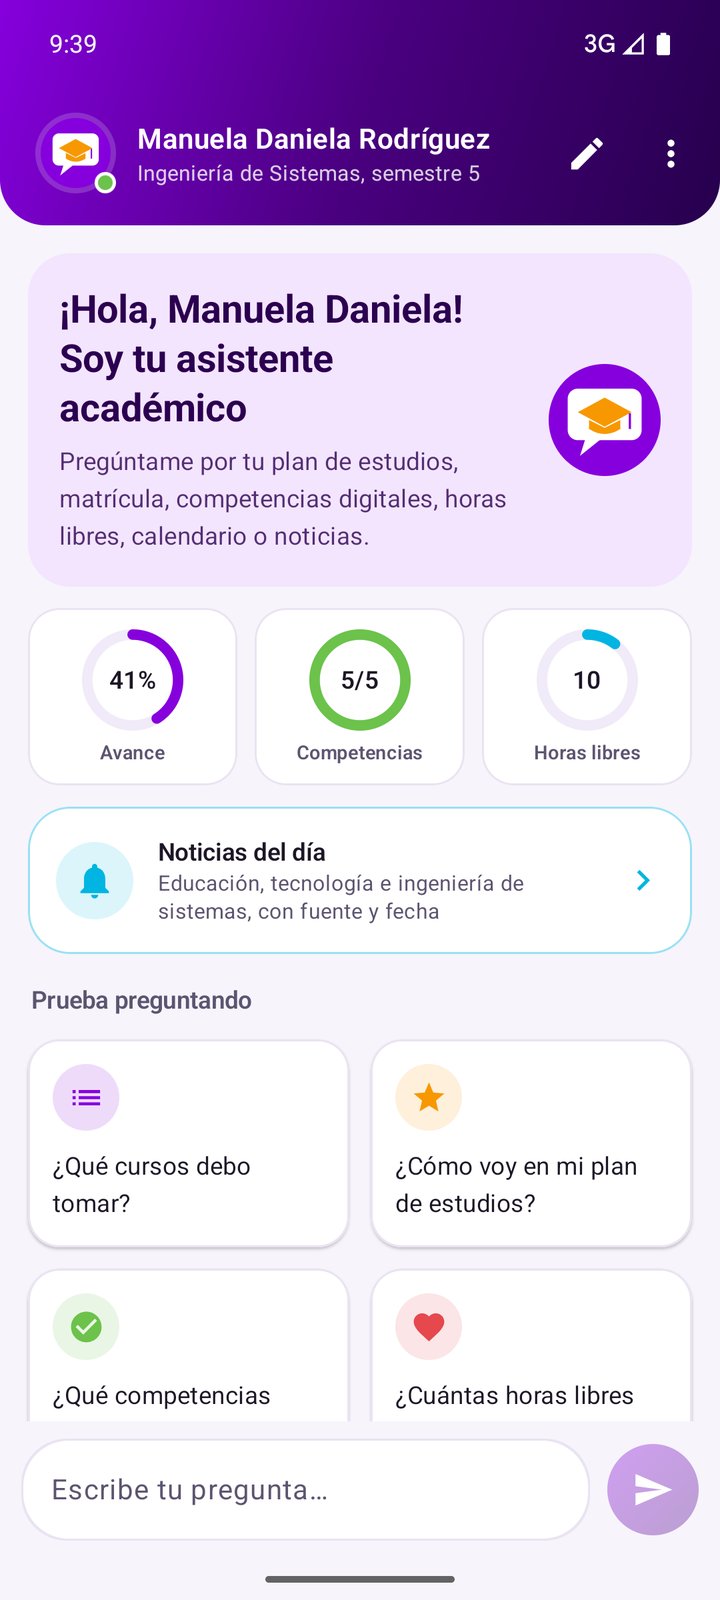 9:39
3G
Manuela Daniela Rodríguez
Ingeniería de Sistemas, semestre 5
¡Hola, Manuela Daniela!
Soy tu asistente
académico
Pregúntame por tu plan de estudios,
matrícula, competencias digitales, horas
libres, calendario o noticias.
41%
5/5
10
Avance
Competencias
Horas libres
Noticias del día
Educación, tecnología e ingeniería de
sistemas, con fuente y fecha
Prueba preguntando
¿Qué cursos debo
tomar?
¿Cómo voy en mi plan
de estudios?
¿Qué competencias
¿Cuántas horas libres
Escribe tu pregunta…